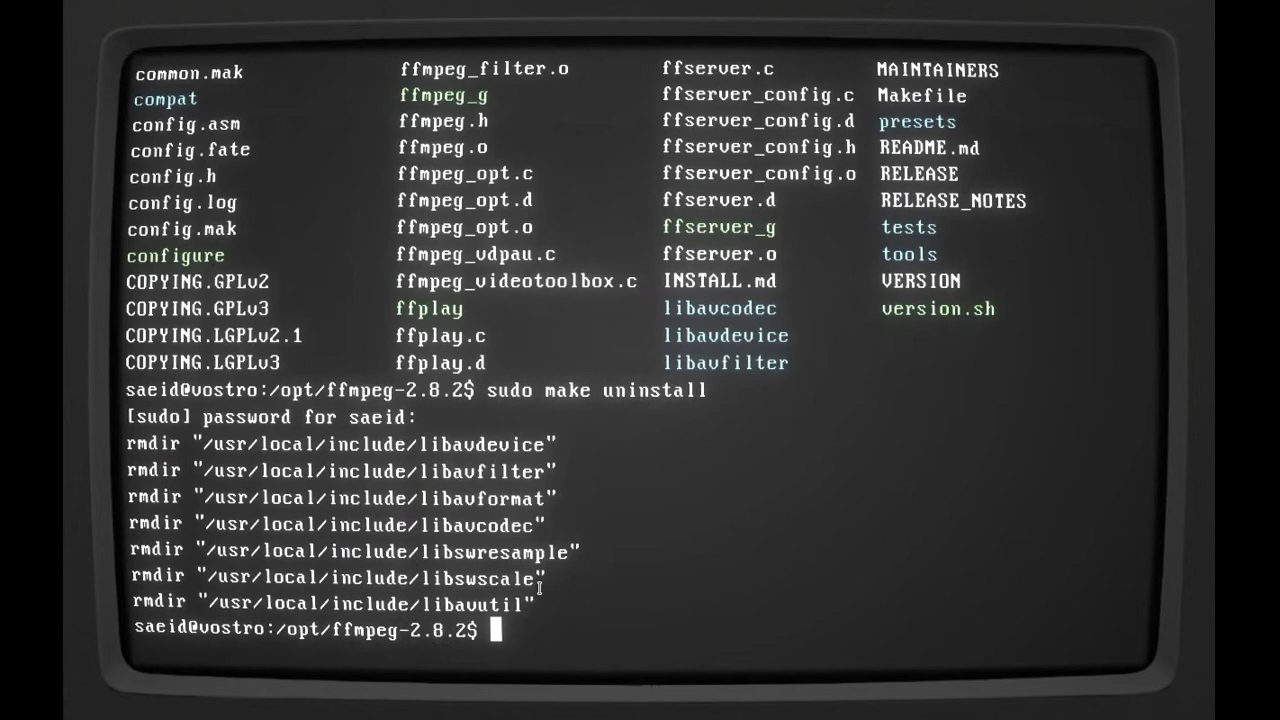 common.mak ffmpeg_filter.o ffserver.c MAINTAINERS
compat ffmpeg_g ffserver_config.c Makefile
config.asm ffmpeg.h ffserver_config.d presets
config.fate ffmpeg.o ffserver_config.h README.md
config.h ffmpeg_opt.c ffserver_config.o RELEASE
config.log ffmpeg_opt.d ffserver.d RELEASE_NOTES
config.mak ffmpeg_opt.o ffserver_g tests
configure ffmpeg_vdpau.c ffserver.o tools
COPYING.GPLv2 ffmpeg_videotoolbox.c INSTALL.md VERSION
COPYING.GPLv3 ffplay libavcodec version.sh
COPYING.LGPLv2.1 ffplay.c libavdevice
COPYING.LGPLv3 ffplay.d libavfilter
saeid@vostro:/opt/ffmpeg-2.8.2$ sudo make uninstall
[sudo] password for saeid:
rmdir "/usr/local/include/libavdevice"
rmdir "/usr/local/include/libavfilter"
rmdir "/usr/local/include/libavformat"
rmdir "/usr/local/include/libavcodec"
rmdir "/usr/local/include/libswresample"
rmdir "/usr/local/include/libswscale"
rmdir "/usr/local/include/libavutil"
saeid@vostro:/opt/ffmpeg-2.8.2$